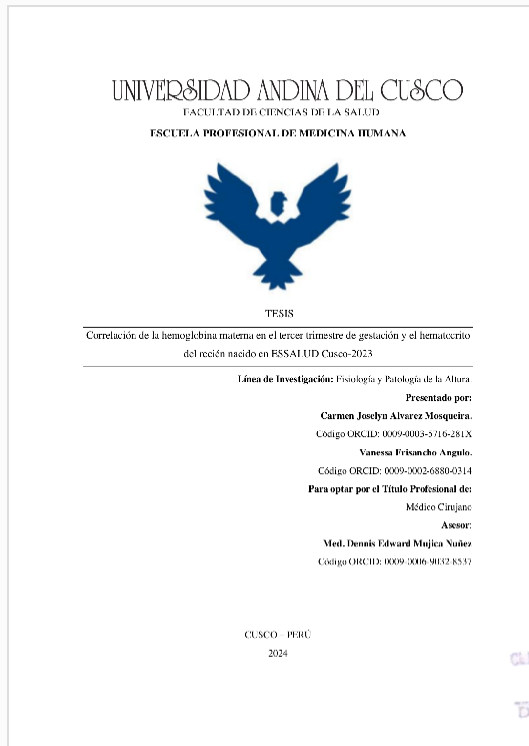 UNIVERSIDAD ANDINA DEL CUSCO
FACULTAD DE CIENCIAS DE LA SALUD
ESCUELA PROFESIONAL DE MEDICINA HUMANA
TESIS
Correlación de la hemoglobina materna en el tercer trimestre de gestación y el hematocrito
del recién nacido en ESSALUD Cusco-2023
Línea de Investigación: Fisiología y Patología de la Altura.
Presentado por:
Carmen Joselyn Alvarez Mosqueira.
Código ORCID: 0009-0003-5716-281X
Vanessa Frisancho Angulo.
Código ORCID: 0009-0002-6880-0314
Para optar por el Título Profesional de:
Médico Cirujano
Asesor:
Med. Dennis Edward Mujica Nuñez
Código ORCID: 0009-0006-9032-8537
CUSCO – PERÚ
2024